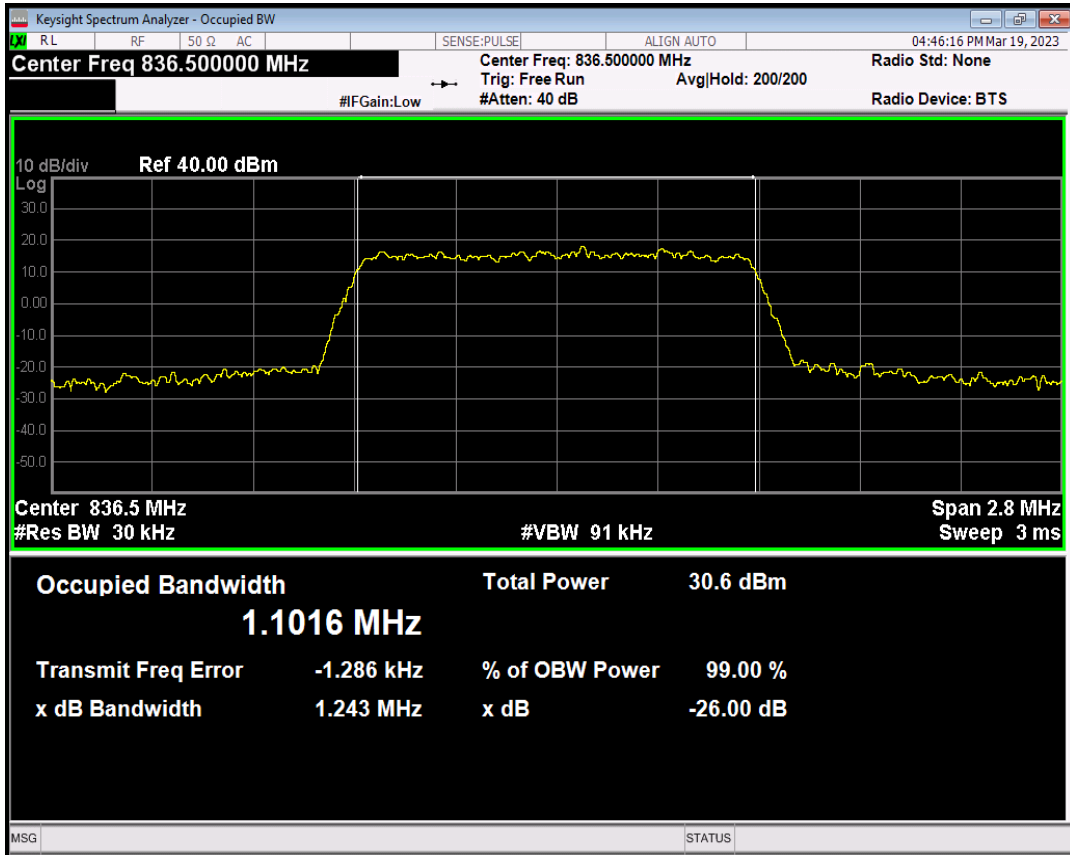 Keysight Spectrum Analyzer - Occupied BW
LXI RL RF 50 Ω AC SENSE:PULSE ALIGN AUTO 04:46:16 PM Mar 19, 2023
Center Freq 836.500000 MHz Center Freq: 836.500000 MHz Radio Std: None
Trig: Free Run Avg|Hold: 200/200
#IFGain:Low #Atten: 40 dB Radio Device: BTS
10 dB/div Ref 40.00 dBm
Log
30.0
20.0
10.0
0.00
-10.0
-20.0
-30.0
-40.0
-50.0
Center 836.5 MHz Span 2.8 MHz
#Res BW 30 kHz #VBW 91 kHz Sweep 3 ms
Occupied Bandwidth Total Power 30.6 dBm
1.1016 MHz
Transmit Freq Error -1.286 kHz % of OBW Power 99.00 %
x dB Bandwidth 1.243 MHz x dB -26.00 dB
MSG STATUS